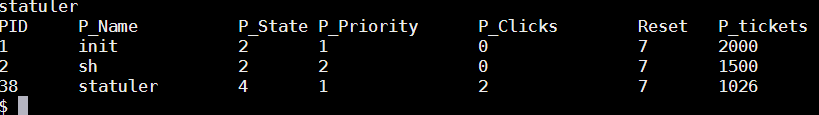 statuler
PID P_Name P_State P_Priority P_Clicks Reset P_tickets
1 init 2 1 0 7 2000
2 sh 2 2 0 7 1500
38 statuler 4 1 2 7 1026
$